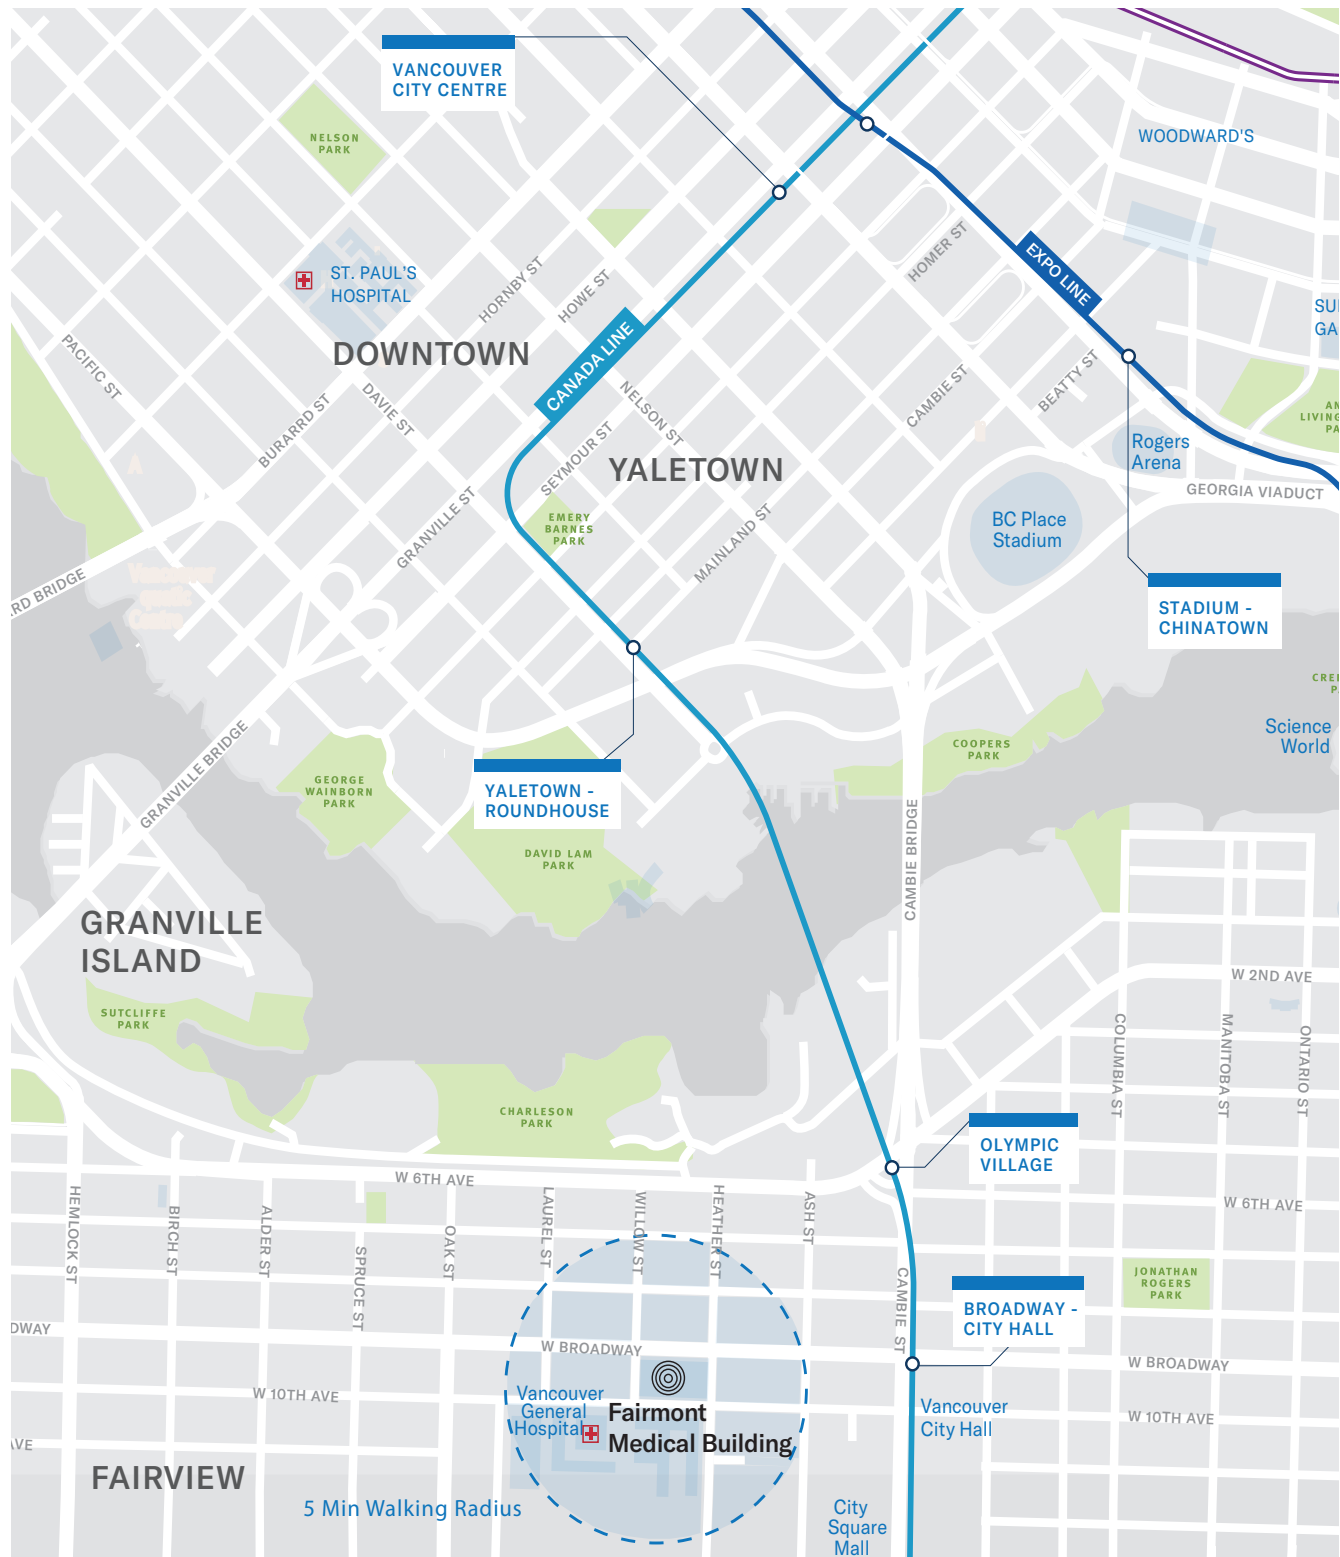 VANCOUVER
CITY CENTRE
NELSON
PARK
WOODWARD'S
ST. PAUL'S
HOSPITAL
HORNBY ST
HOWE ST
HOMER ST
EXPO LINE
CANADA LINE
DOWNTOWN
PACIFIC ST
DAVIE ST
BURARRD ST
NELSON ST
SEYMOUR ST
CAMBIE ST
BEATTY ST
YALETOWN
Rogers
Arena
GEORGIA VIADUCT
GRANVILLE ST
EMERY
BARNES
PARK
MAINLAND ST
BC Place
Stadium
STADIUM -
CHINATOWN
Vancouver
Centre
GRANVILLE BRIDGE
GEORGE
WAINBORN
PARK
YALETOWN -
ROUNDHOUSE
COOPERS
PARK
Science
World
DAVID LAM
PARK
CAMBIE BRIDGE
GRANVILLE
ISLAND
SUTCLIFFE
PARK
W 2ND AVE
COLUMBIA ST
MANITOBA ST
ONTARIO ST
CHARLESON
PARK
OLYMPIC
VILLAGE
W 6TH AVE
W 6TH AVE
HEMLOCK ST
BIRCH ST
ALDER ST
SPRUCE ST
OAK ST
LAUREL ST
WILLOW ST
HEATHER ST
ASH ST
CAMBIE ST
JONATHAN
ROGERS
PARK
BROADWAY -
CITY HALL
DWAY
W BROADWAY
W BROADWAY
W 10TH AVE
Vancouver
General
Hospital
Fairmont
Medical Building
Vancouver
City Hall
W 10TH AVE
FAIRVIEW
5 Min Walking Radius
City
Square
Mall